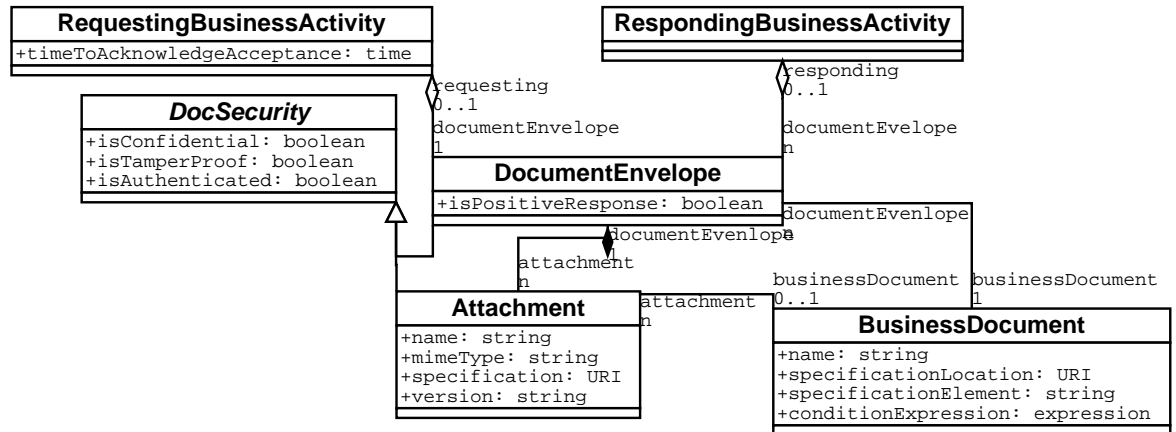 RequestingBusinessActivity
+timeToAcknowledgeAcceptance: time
RespondingBusinessActivity
requesting
0..1
responding
0..1
DocSecurity
+isConfidential: boolean
+isTamperProof: boolean
+isAuthenticated: boolean
documentEnvelope
1
documentEvelope
n
DocumentEnvelope
+isPositiveResponse: boolean
documentEvenlope
n
documentEvenlope
1
attachment
n
businessDocument
0..1
businessDocument
1
attachment
n
Attachment
+name: string
+mimeType: string
+specification: URI
+version: string
BusinessDocument
+name: string
+specificationLocation: URI
+specificationElement: string
+conditionExpression: expression